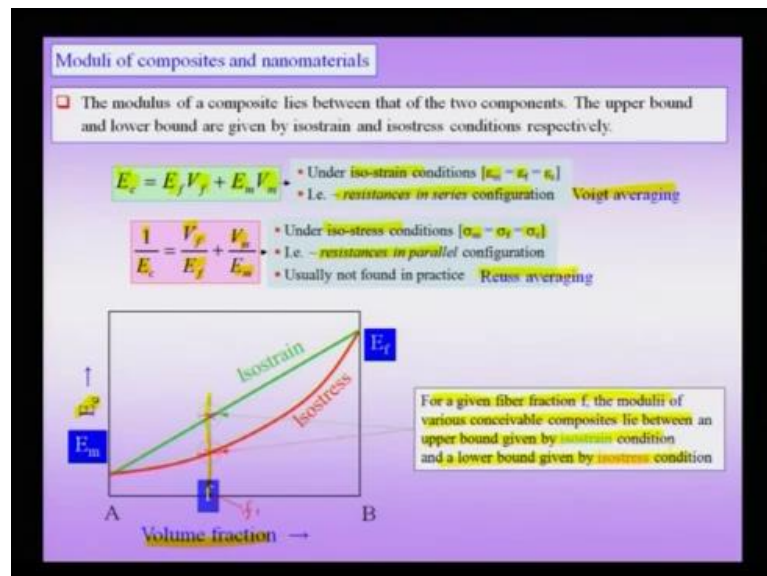 Moduli of composites and nanomaterials
The modulus of a composite lies between that of the two components. The upper bound
and lower bound are given by isostrain and isostress conditions respectively.
E_c = E_f V_f + E_m V_m
• Under iso-strain conditions [ε_m = ε_f = ε_c]
• I.e. ~ resistances in series configuration Voigt averaging
1/E_c = V_f/E_f + V_m/E_m
• Under iso-stress conditions [σ_m = σ_f = σ_c]
• I.e. ~ resistances in parallel configuration
• Usually not found in practice Reuss averaging
E_f
Isostrain
Isostress
E_m
For a given fiber fraction f, the modulii of
various conceivable composites lie between an
upper bound given by isostrain condition
and a lower bound given by isostress condition
f
A
B
Volume fraction →